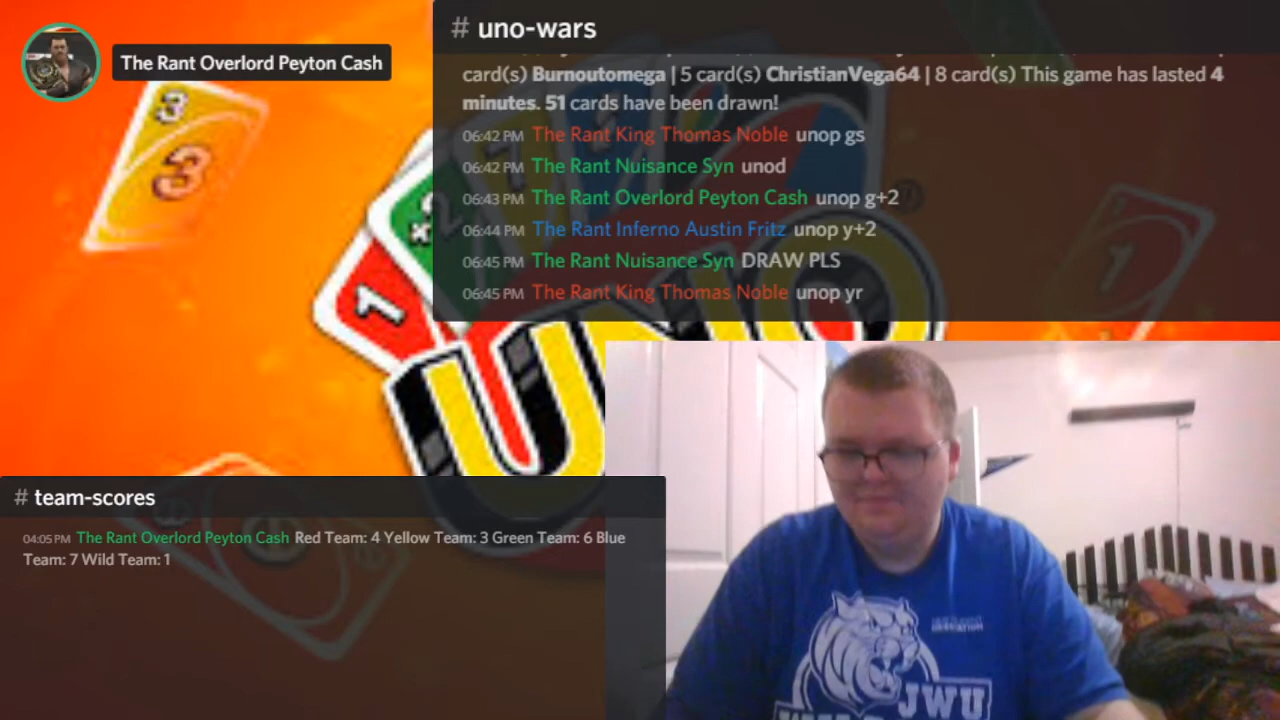 The Rant Overlord Peyton Cash
# uno-wars
card(s) Burnoutomega | 5 card(s) ChristianVega64 | 8 card(s) This game has lasted 4
minutes. 51 cards have been drawn!
06:42 PM The Rant King Thomas Noble unop gs
06:42 PM The Rant Nuisance Syn unod
06:43 PM The Rant Overlord Peyton Cash unop g+2
06:44 PM The Rant Inferno Austin Fritz unop y+2
06:45 PM The Rant Nuisance Syn DRAW PLS
06:45 PM The Rant King Thomas Noble unop yr
3
3
1
1
UNO
# team-scores
04:05 PM The Rant Overlord Peyton Cash Red Team: 4 Yellow Team: 3 Green Team: 6 Blue
Team: 7 Wild Team: 1
JWU